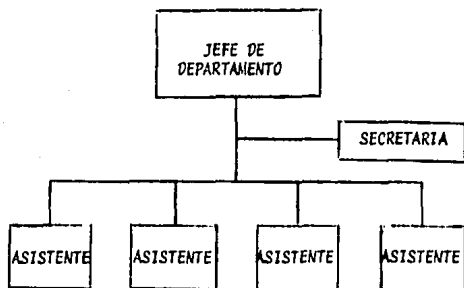 JEFE DE
DEPARTAMENTO
SECRETARIA
ASISTENTE
ASISTENTE
ASISTENTE
ASISTENTE